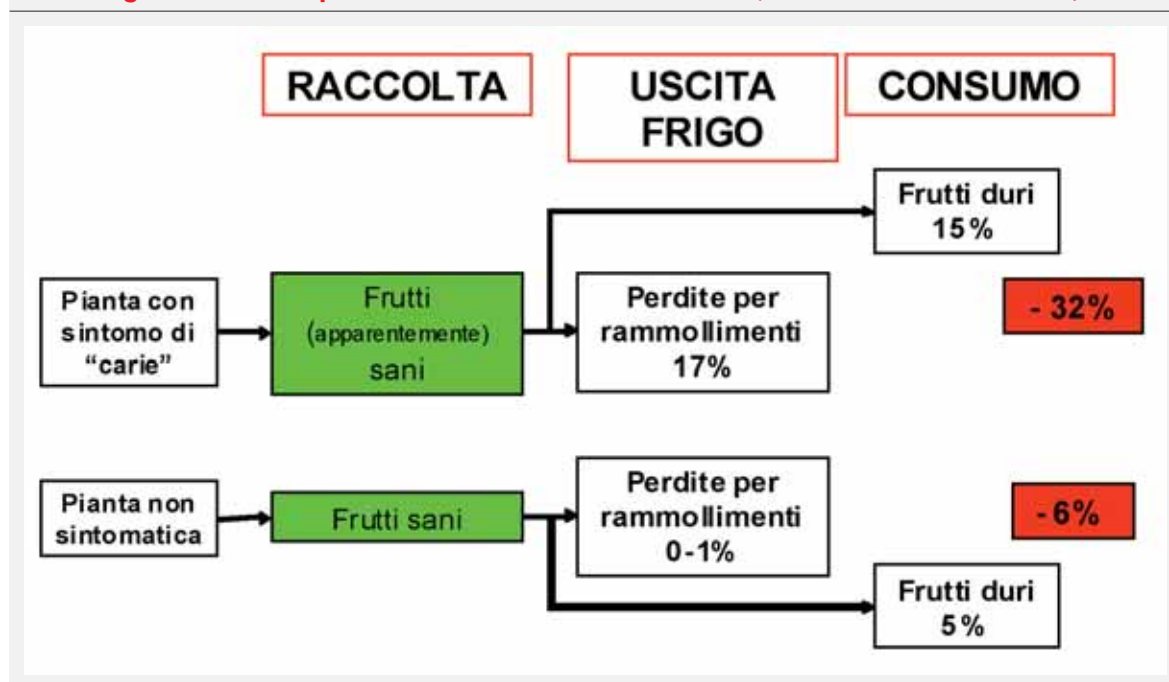 RACCOLTA
USCITA
FRIGO
CONSUMO
Frutti duri
15%
Pianta con
sintomo di
“carie”
Frutti
(apparentemente)
sani
Perdite per
rammollimenti
17%
- 32%
Pianta non
sintomatica
Frutti sani
Perdite per
rammollimenti
0-1%
- 6%
Frutti duri
5%